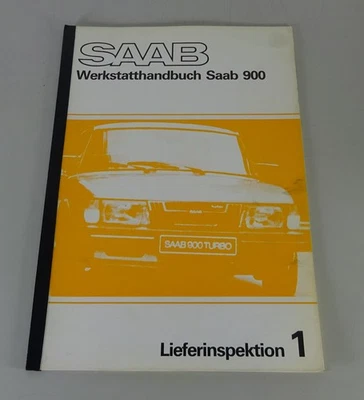 SAAB
Werkstatthandbuch Saab 900
SAAB 900 TURBO
Lieferinspektion 1